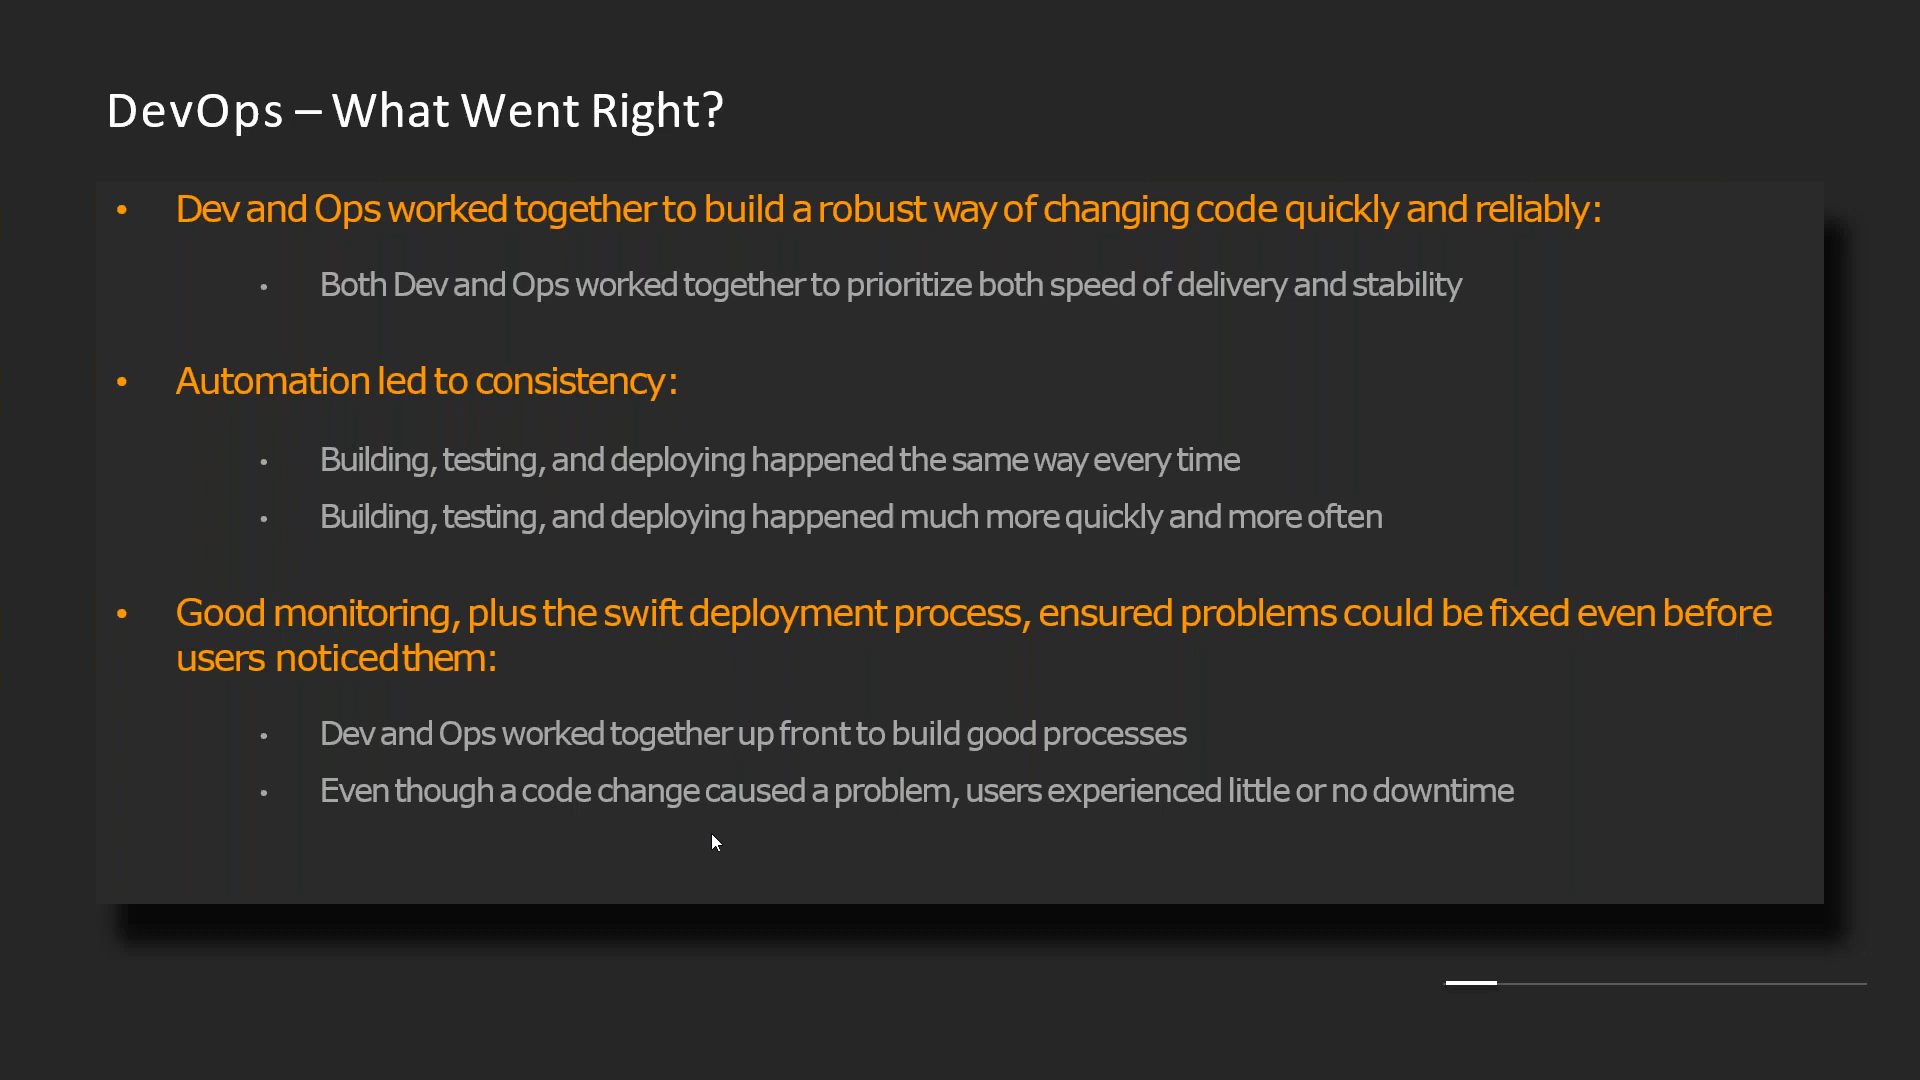 DevOps – What Went Right?
• Dev and Ops worked together to build a robust way of changing code quickly and reliably:
• Both Dev and Ops worked together to prioritize both speed of delivery and stability
• Automation led to consistency:
• Building, testing, and deploying happened the same way every time
• Building, testing, and deploying happened much more quickly and more often
• Good monitoring, plus the swift deployment process, ensured problems could be fixed even before
users noticed them:
• Dev and Ops worked together up front to build good processes
• Even though a code change caused a problem, users experienced little or no downtime